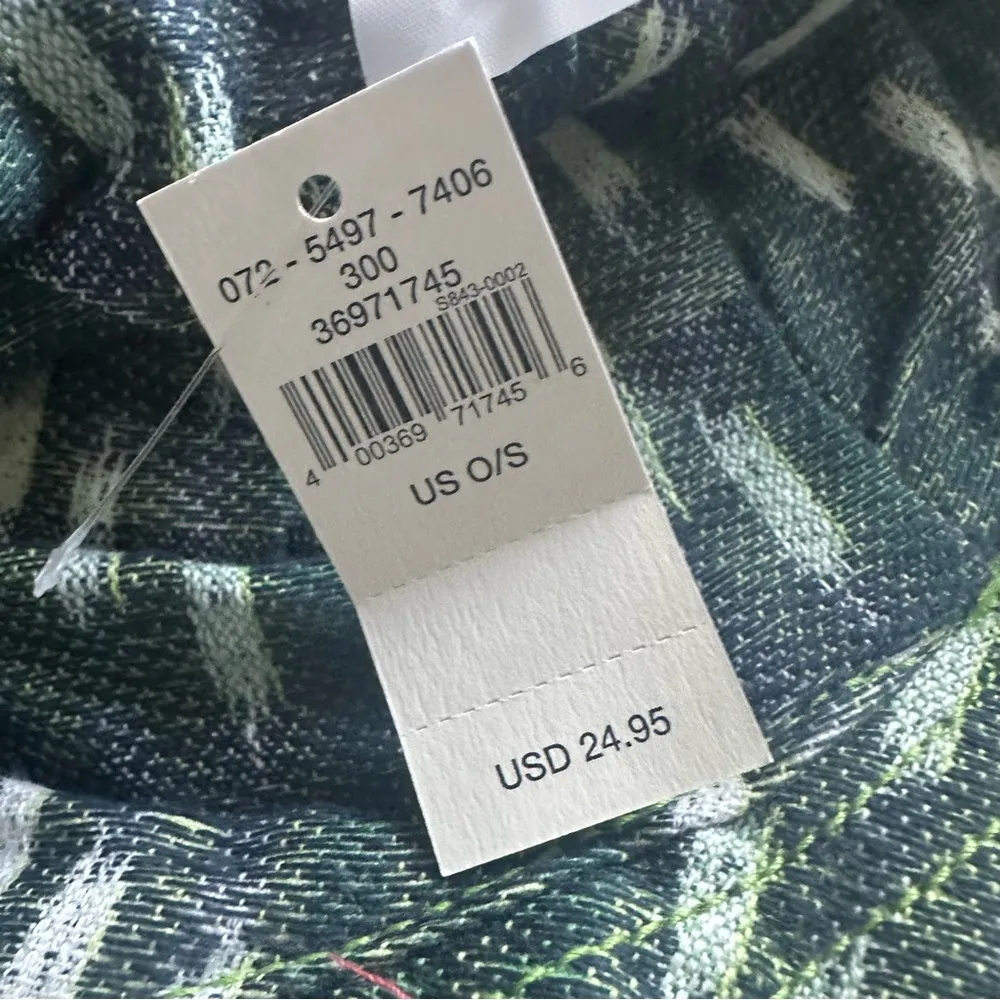 072 - 5497 - 7406
300
36971745
S843-0002
4 00369 71745 6
US O/S
USD 24.95